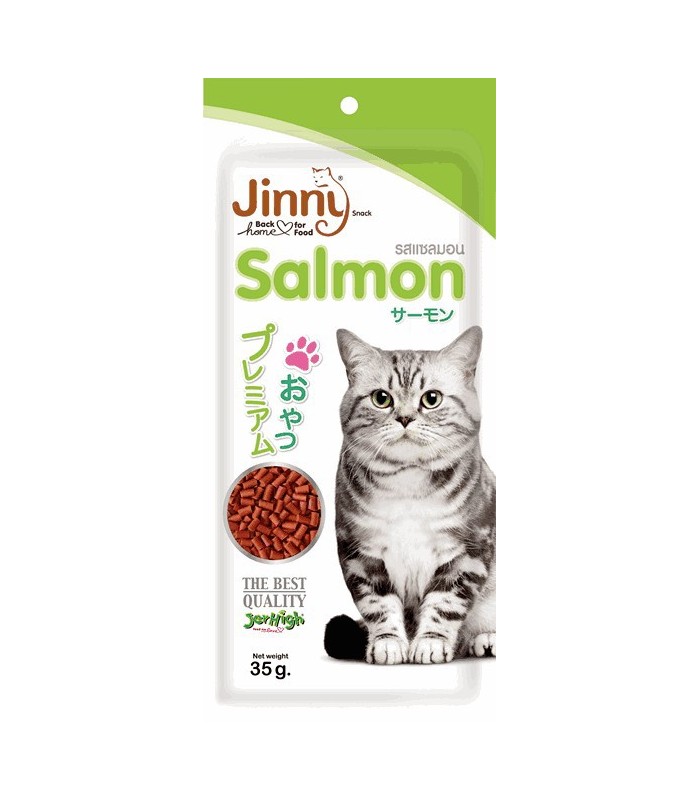 Jinny®
Snack
Back for
home Food
รสแซลมอน
Salmon
サーモン
プレミアム
おやつ
THE BEST
QUALITY
JerHigh
Net weight
35 g.